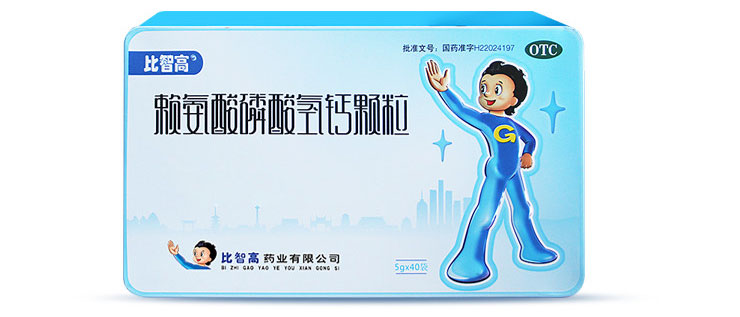 批准文号：国药准字H22024197
OTC
比智高
赖氨酸磷酸氢钙颗粒
G
比智高药业有限公司
BI ZHI GAO YAO YE YOU XIAN GONG SI
5gx40袋